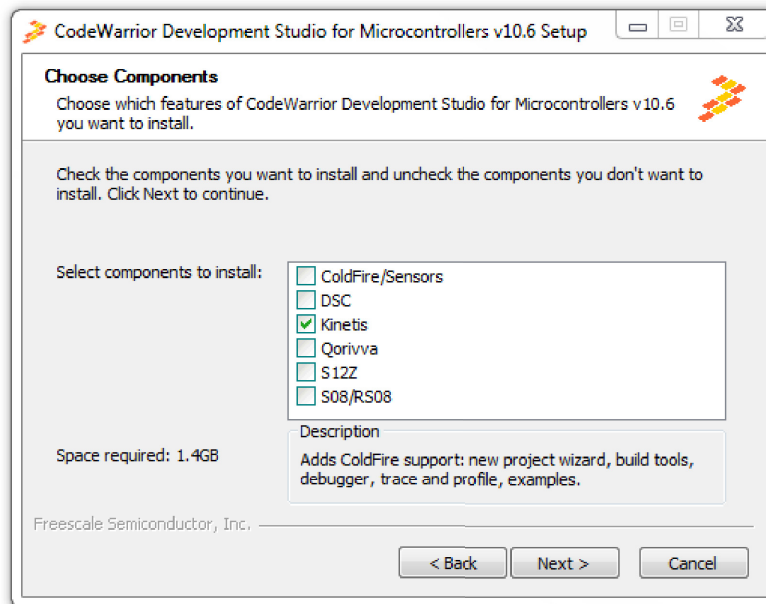 CodeWarrior Development Studio for Microcontrollers v10.6 Setup
Choose Components
Choose which features of CodeWarrior Development Studio for Microcontrollers v10.6
you want to install.
Check the components you want to install and uncheck the components you don't want to
install. Click Next to continue.
Select components to install:
ColdFire/Sensors
DSC
Kinetis
Qorivva
S12Z
S08/RS08
Space required: 1.4GB
Description
Adds ColdFire support: new project wizard, build tools,
debugger, trace and profile, examples.
Freescale Semiconductor, Inc.
< Back
Next >
Cancel